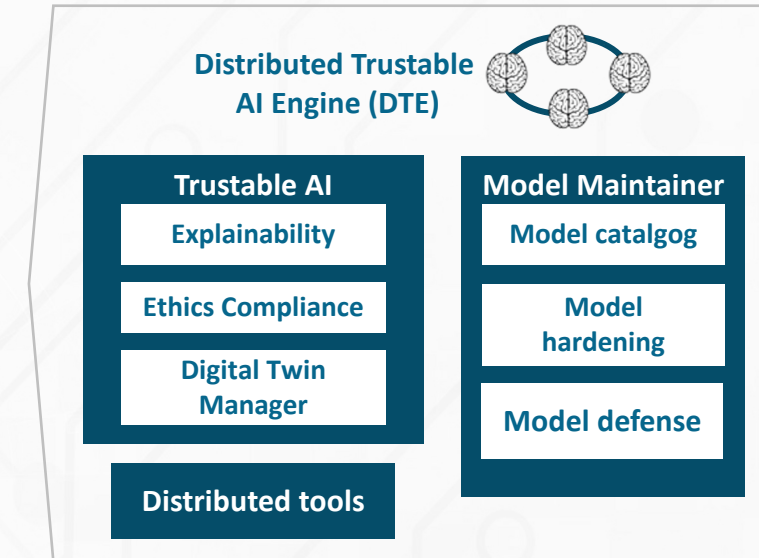 Distributed Trustable
AI Engine (DTE)
Trustable AI
Explainability
Ethics Compliance
Digital Twin
Manager
Distributed tools
Model Maintainer
Model catalgog
Model
hardening
Model defense